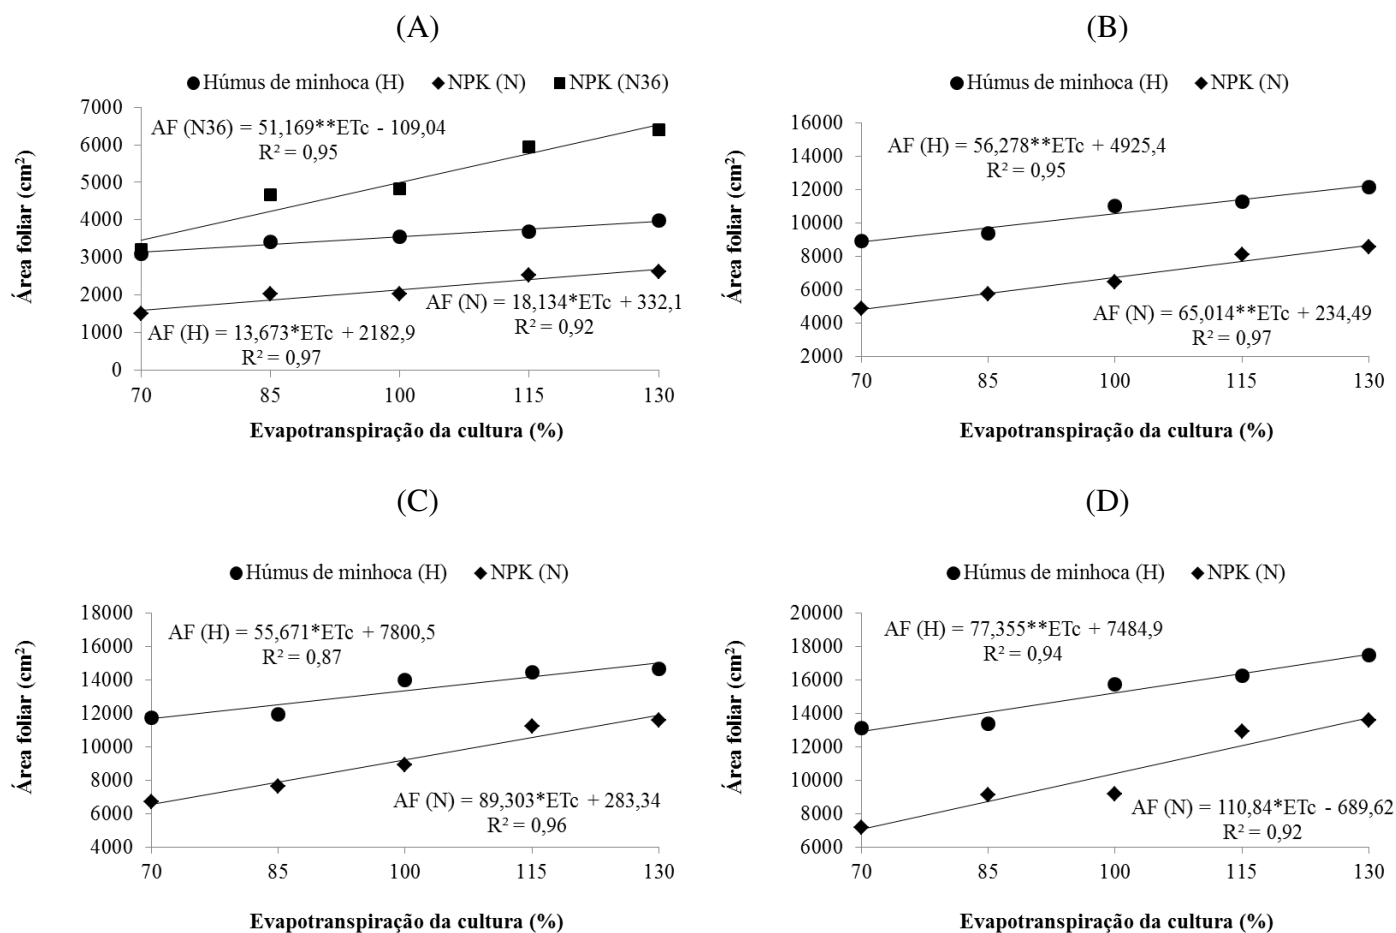 (A)
Húmus de minhoca (H) NPK (N) NPK (N36)
7000
6000
5000
4000
3000
2000
1000
0
Área foliar (cm²)
AF (N36) = 51,169**ETc - 109,04
R² = 0,95
AF (N) = 18,134*ETc + 332,1
R² = 0,92
AF (H) = 13,673*ETc + 2182,9
R² = 0,97
70 85 100 115 130
Evapotranspiração da cultura (%)
(B)
Húmus de minhoca (H) NPK (N)
16000
14000
12000
10000
8000
6000
4000
2000
Área foliar (cm²)
AF (H) = 56,278**ETc + 4925,4
R² = 0,95
AF (N) = 65,014**ETc + 234,49
R² = 0,97
70 85 100 115 130
Evapotranspiração da cultura (%)
(C)
Húmus de minhoca (H) NPK (N)
18000
16000
14000
12000
10000
8000
6000
4000
Área foliar (cm²)
AF (H) = 55,671*ETc + 7800,5
R² = 0,87
AF (N) = 89,303*ETc + 283,34
R² = 0,96
70 85 100 115 130
Evapotranspiração da cultura (%)
(D)
Húmus de minhoca (H) NPK (N)
20000
18000
16000
14000
12000
10000
8000
6000
Área foliar (cm²)
AF (H) = 77,355**ETc + 7484,9
R² = 0,94
AF (N) = 110,84*ETc - 689,62
R² = 0,92
70 85 100 115 130
Evapotranspiração da cultura (%)